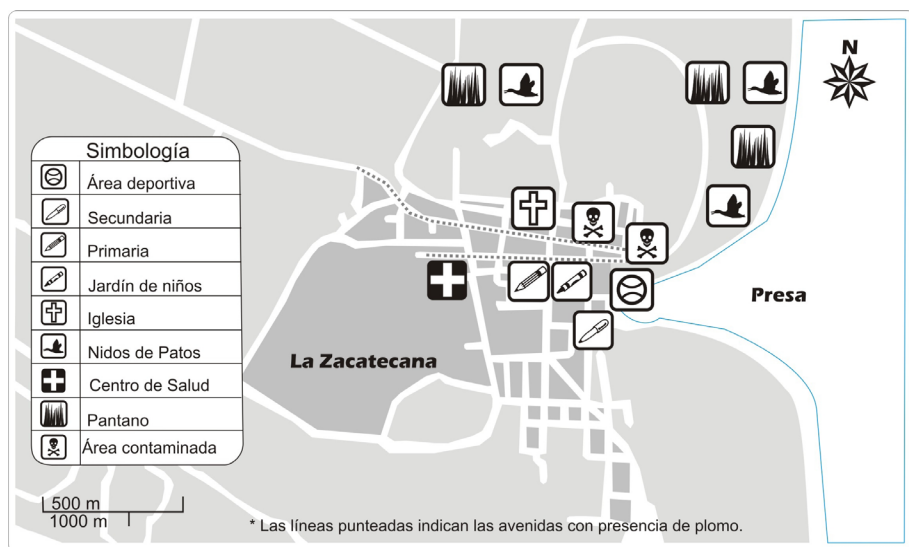 N
Simbología
Área deportiva
Secundaria
Primaria
Jardín de niños
Iglesia
Nidos de Patos
Centro de Salud
Pantano
Área contaminada
La Zacatecana
Presa
500 m
1000 m
* Las líneas punteadas indican las avenidas con presencia de plomo.